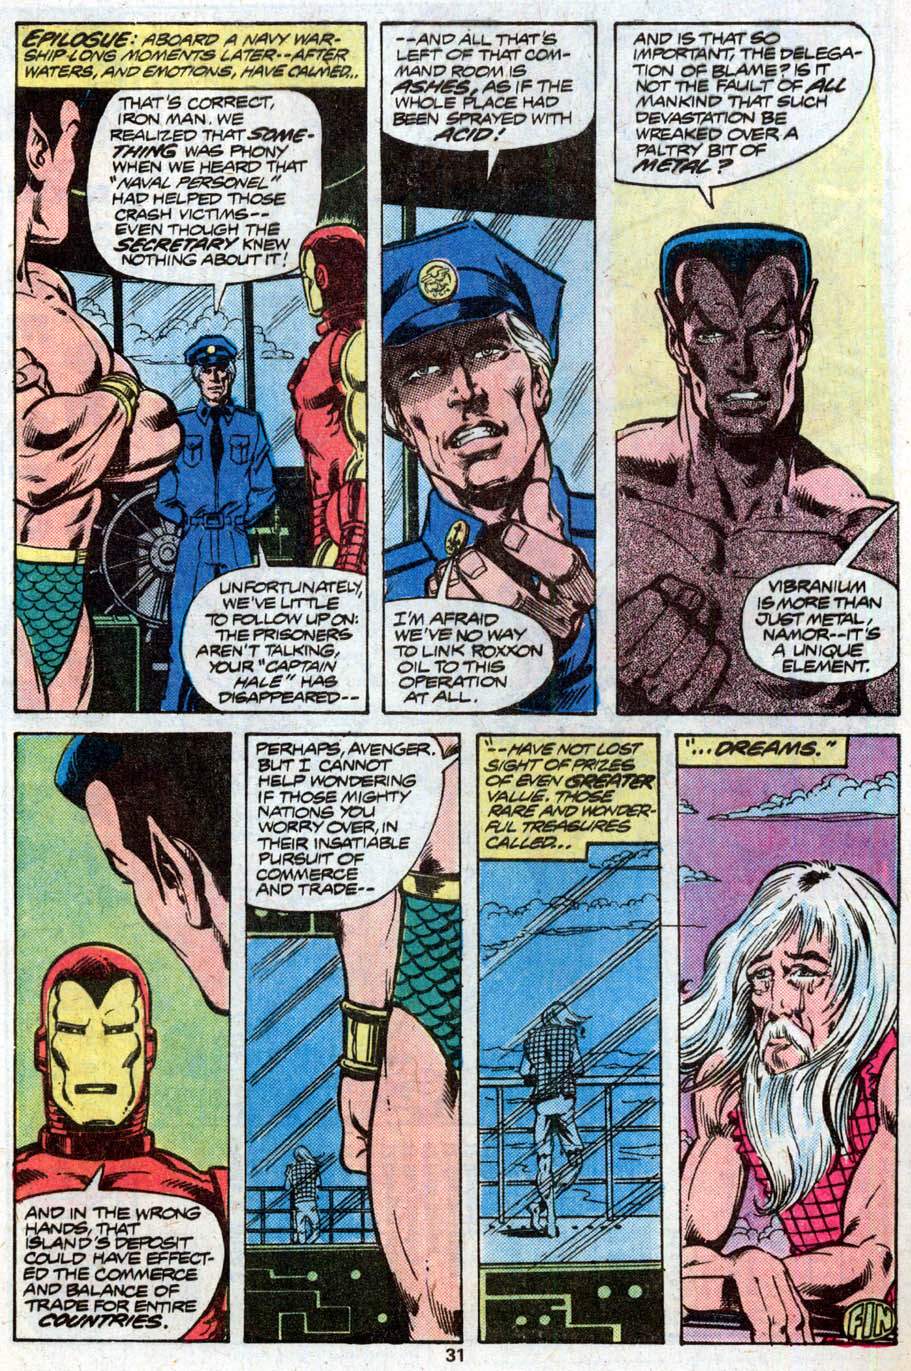 EPILOGUE: ABOARD A NAVY WAR-
SHIP-LONG MOMENTS LATER--AFTER
WATERS, AND EMOTIONS, HAVE CALMED...
THAT'S CORRECT,
IRON MAN. WE
REALIZED THAT SOME-
THING WAS PHONY
WHEN WE HEARD THAT
"NAVAL PERSONEL"
HAD HELPED THOSE
CRASH VICTIMS--
EVEN THOUGH THE
SECRETARY KNEW
NOTHING ABOUT IT!
UNFORTUNATELY,
WE'VE LITTLE
TO FOLLOW UP ON:
THE PRISONERS
AREN'T TALKING,
YOUR "CAPTAIN
HALE" HAS
DISAPPEARED--
--AND ALL THAT'S
LEFT OF THAT COM-
MAND ROOM IS
ASHES, AS IF THE
WHOLE PLACE HAD
BEEN SPRAYED WITH
ACID!
I'M AFRAID
WE'VE NO WAY
TO LINK ROXXON
OIL TO THIS
OPERATION
AT ALL.
AND IS THAT SO
IMPORTANT, THE DELEGA-
TION OF BLAME? IS IT
NOT THE FAULT OF ALL
MANKIND THAT SUCH
DEVASTATION BE
WREAKED OVER A
PALTRY BIT OF
METAL?
VIBRANIUM
IS MORE THAN
JUST METAL,
NAMOR--IT'S
A UNIQUE
ELEMENT.
AND IN THE WRONG
HANDS, THAT
ISLAND'S DEPOSIT
COULD HAVE EFFECT-
ED THE COMMERCE
AND BALANCE OF
TRADE FOR ENTIRE
COUNTRIES.
PERHAPS, AVENGER.
BUT I CANNOT
HELP WONDERING
IF THOSE MIGHTY
NATIONS YOU
WORRY OVER, IN
THEIR INSATIABLE
PURSUIT OF
COMMERCE
AND TRADE--
"--HAVE NOT LOST
SIGHT OF PRIZES
OF EVEN GREATER
VALUE. THOSE
RARE AND WONDER-
FUL TREASURES
CALLED...
"...DREAMS."
FIN
31